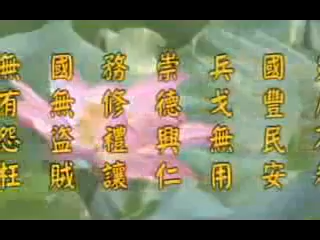 國豐民安
兵戈無用
崇德興仁
務修禮讓
國無盜賊
無有怨枉